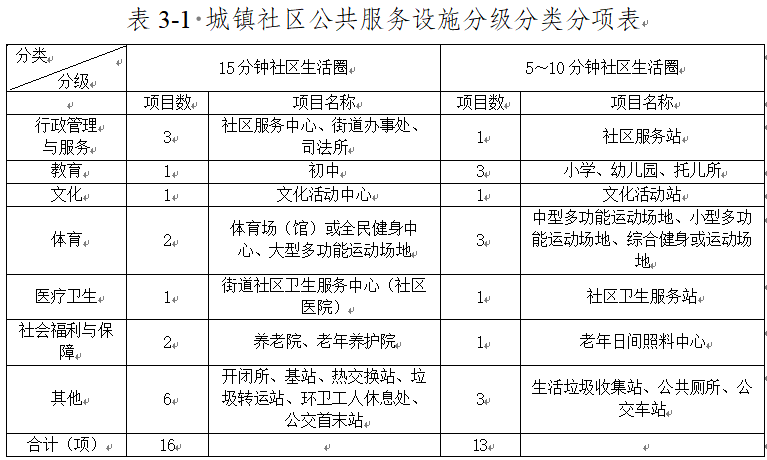 表 3-1 城镇社区公共服务设施分级分类分项表
分类
分级
15分钟社区生活圈
5～10分钟社区生活圈
项目数
项目名称
项目数
项目名称
行政管理
与服务
3
社区服务中心、街道办事处、
司法所
1
社区服务站
教育
1
初中
3
小学、幼儿园、托儿所
文化
1
文化活动中心
1
文化活动站
体育
2
体育场（馆）或全民健身中
心、大型多功能运动场地
3
中型多功能运动场地、小型多功
能运动场地、综合健身或运动场
地
医疗卫生
1
街道社区卫生服务中心（社区
医院）
1
社区卫生服务站
社会福利与保
障
2
养老院、老年养护院
1
老年日间照料中心
其他
6
开闭所、基站、热交换站、垃
圾转运站、环卫工人休息处、
公交首末站
3
生活垃圾收集站、公共厕所、公
交车站
合计（项）
16
13